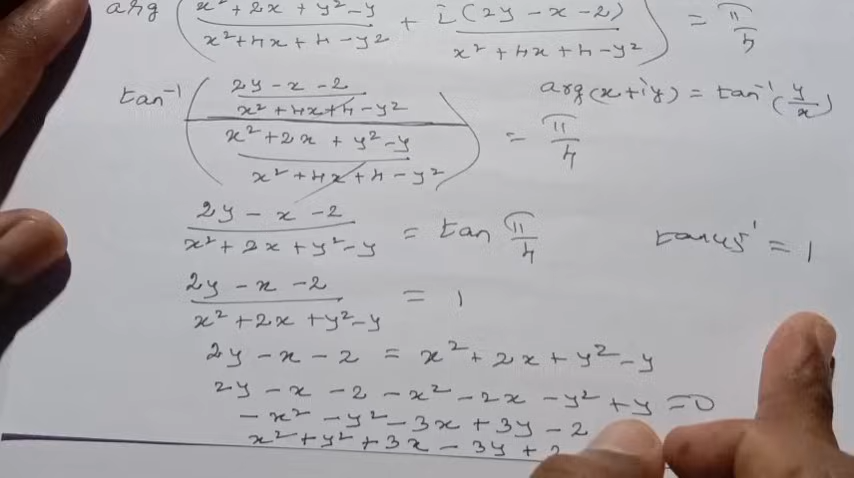 arg ( x² + 2x + y² - y / x² + 4x + 4 - y² + i (2y - x - 2) / x² + 4x + 4 - y² ) = π/4
tan⁻¹ ( 2y - x - 2 / x² + 4x + 4 - y² / x² + 2x + y² - y / x² + 4x + 4 - y² ) = π/4 arg(x+iy) = tan⁻¹(y/x)
2y - x - 2 / x² + 2x + y² - y = tan π/4 tan45° = 1
2y - x - 2 / x² + 2x + y² - y = 1
2y - x - 2 = x² + 2x + y² - y
2y - x - 2 - x² - 2x - y² + y = 0
- x² - y² - 3x + 3y - 2
x² + y² + 3x - 3y +